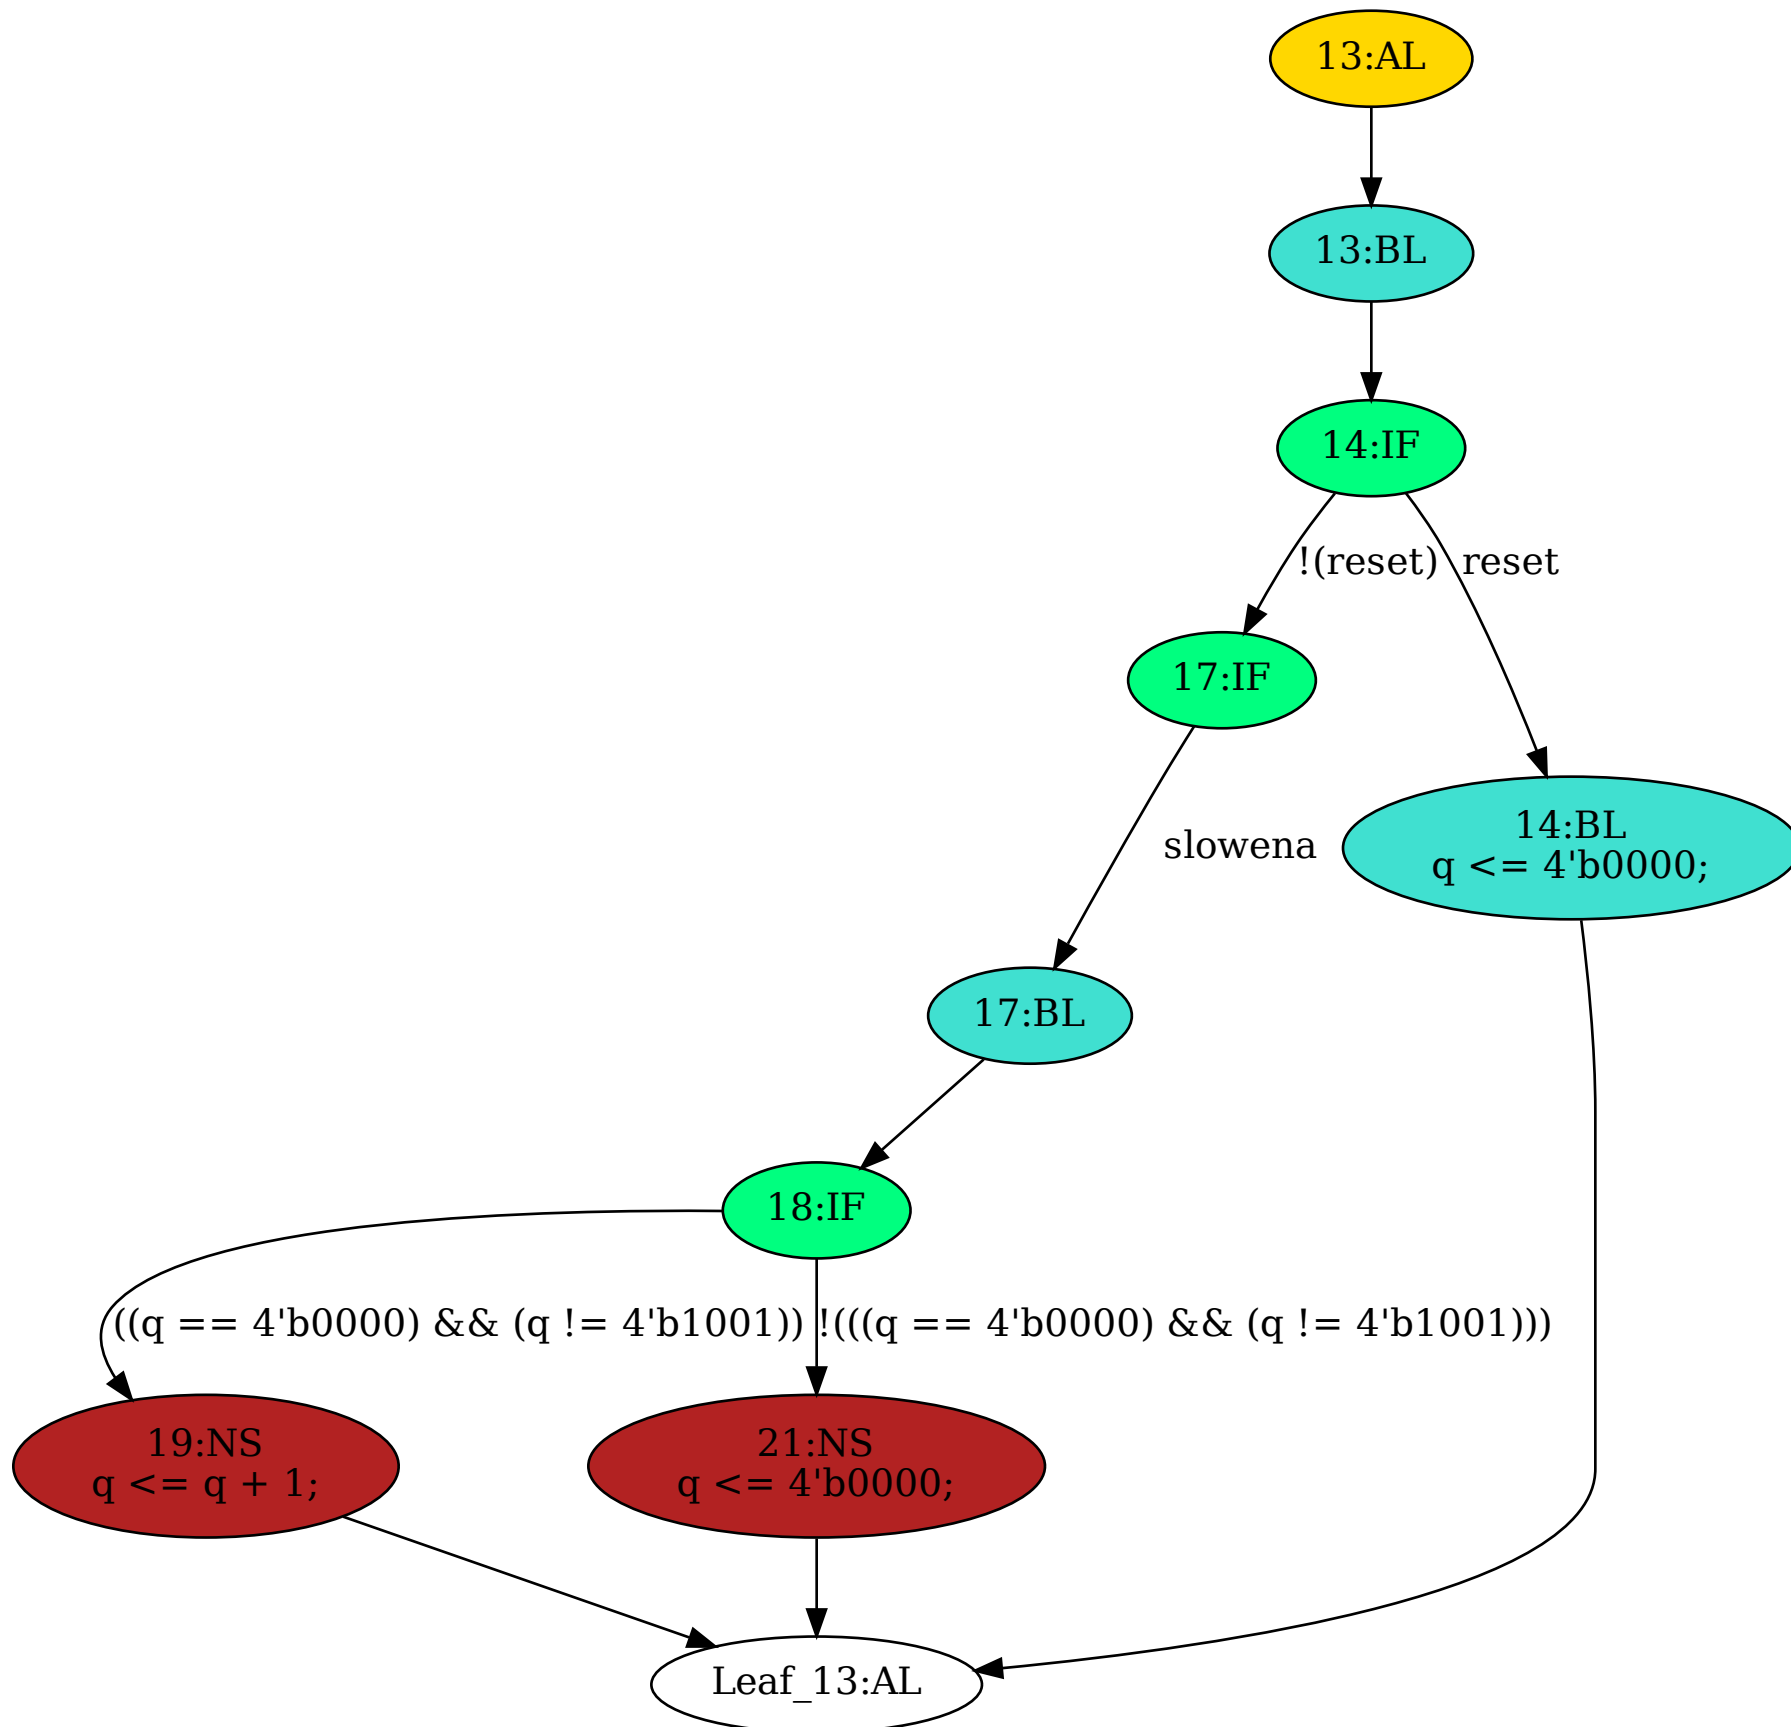 13:AL
13:BL
14:IF
!(reset)
reset
17:IF
14:BL
q <= 4'b0000;
slowena
17:BL
18:IF
((q == 4'b0000) && (q != 4'b1001))
!(((q == 4'b0000) && (q != 4'b1001)))
19:NS
q <= q + 1;
21:NS
q <= 4'b0000;
Leaf_13:AL